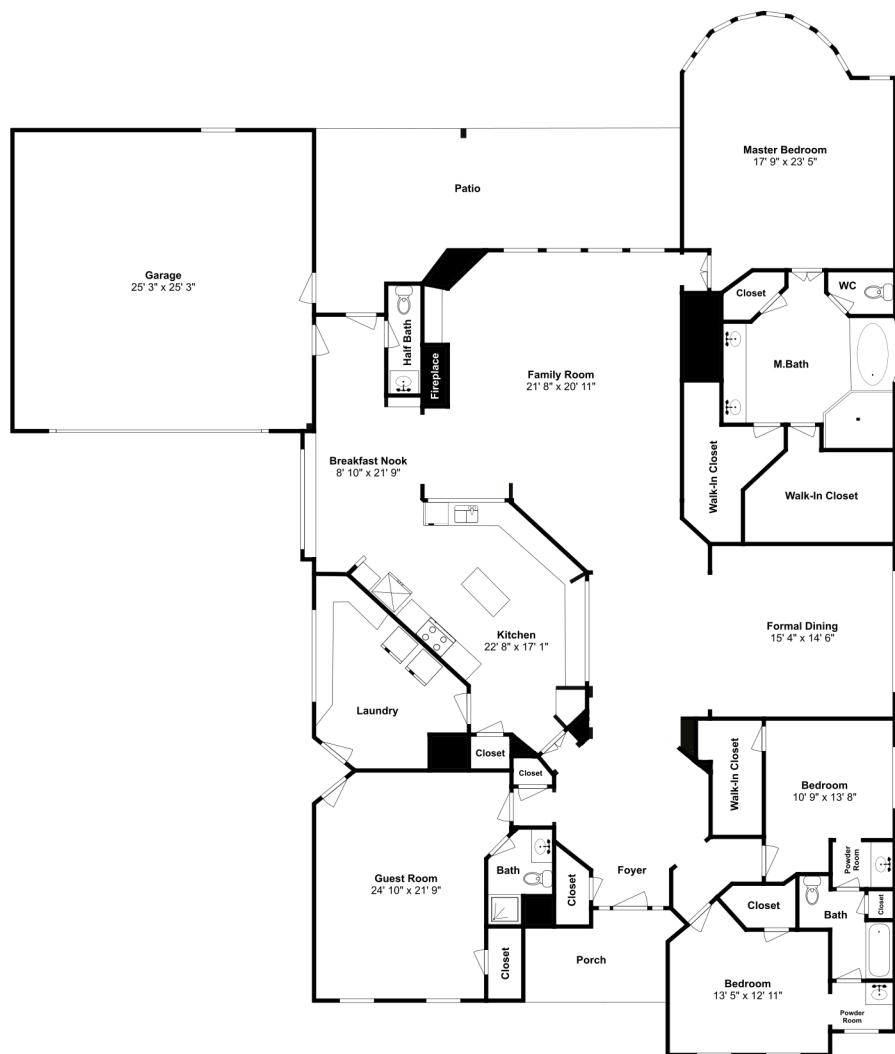 Master Bedroom
17' 9" x 23' 5"
Patio
Garage
25' 3" x 25' 3"
Closet
WC
Half Bath
Fireplace
Family Room
21' 8" x 20' 11"
M.Bath
Breakfast Nook
8' 10" x 21' 9"
Walk-In Closet
Walk-In Closet
Kitchen
22' 8" x 17' 1"
Formal Dining
15' 4" x 14' 6"
Laundry
Closet
Closet
Walk-In Closet
Bedroom
10' 9" x 13' 8"
Powder
Room
Guest Room
24' 10" x 21' 9"
Bath
Closet
Foyer
Closet
Bath
Closet
Closet
Porch
Bedroom
13' 5" x 12' 11"
Powder
Room